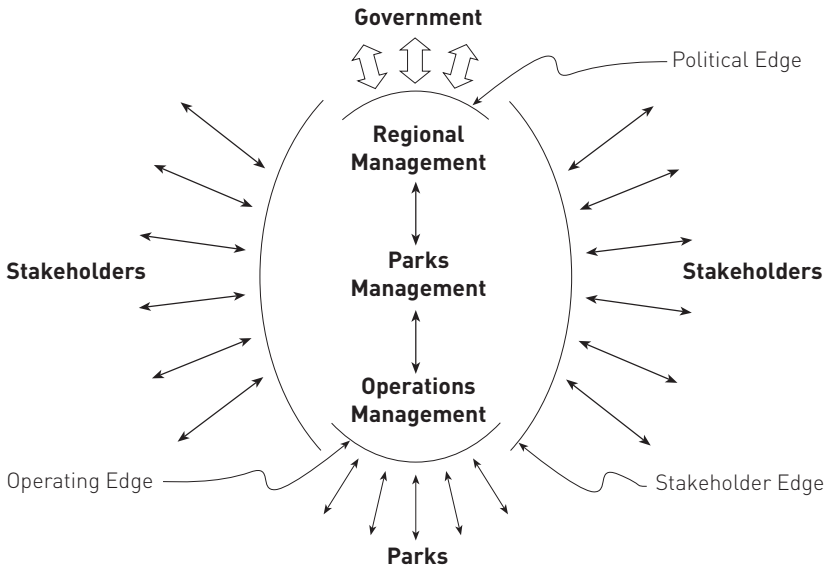 Government
Political Edge
Regional
Management
Stakeholders
Parks
Management
Stakeholders
Operations
Management
Operating Edge
Stakeholder Edge
Parks